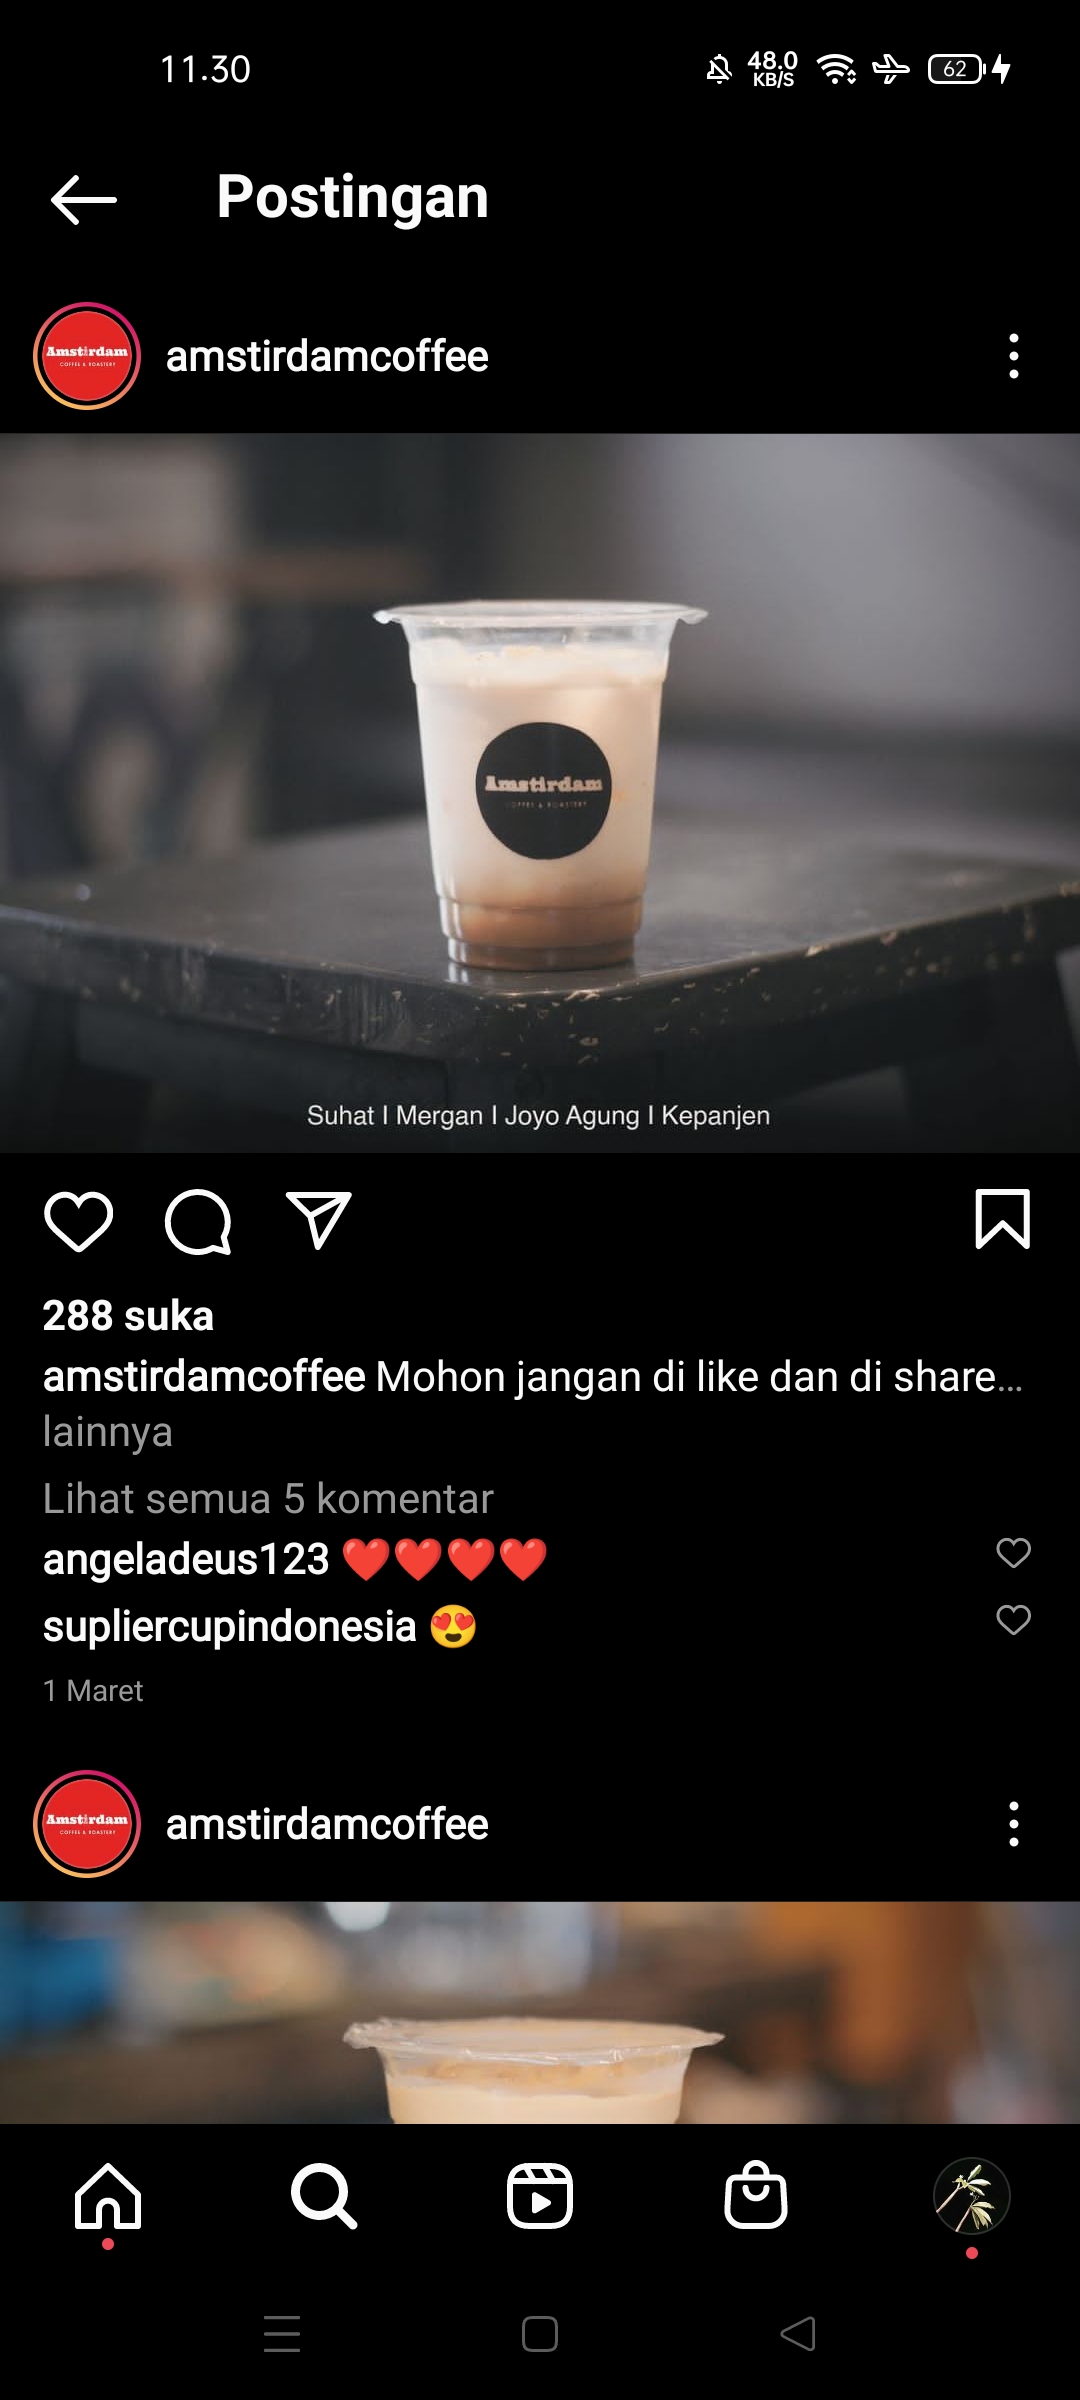 11.30
48.0
KB/S
62
Postingan
Amstirdam
COFFEE & ROASTERY
amstirdamcoffee
Amstirdam
COFFEE & ROASTERY
Suhat I Mergan I Joyo Agung I Kepanjen
288 suka
amstirdamcoffee Mohon jangan di like dan di share...
lainnya
Lihat semua 5 komentar
angeladeus123 ❤️❤️❤️❤️
supliercupindonesia 😍
1 Maret
Amstirdam
COFFEE & ROASTERY
amstirdamcoffee